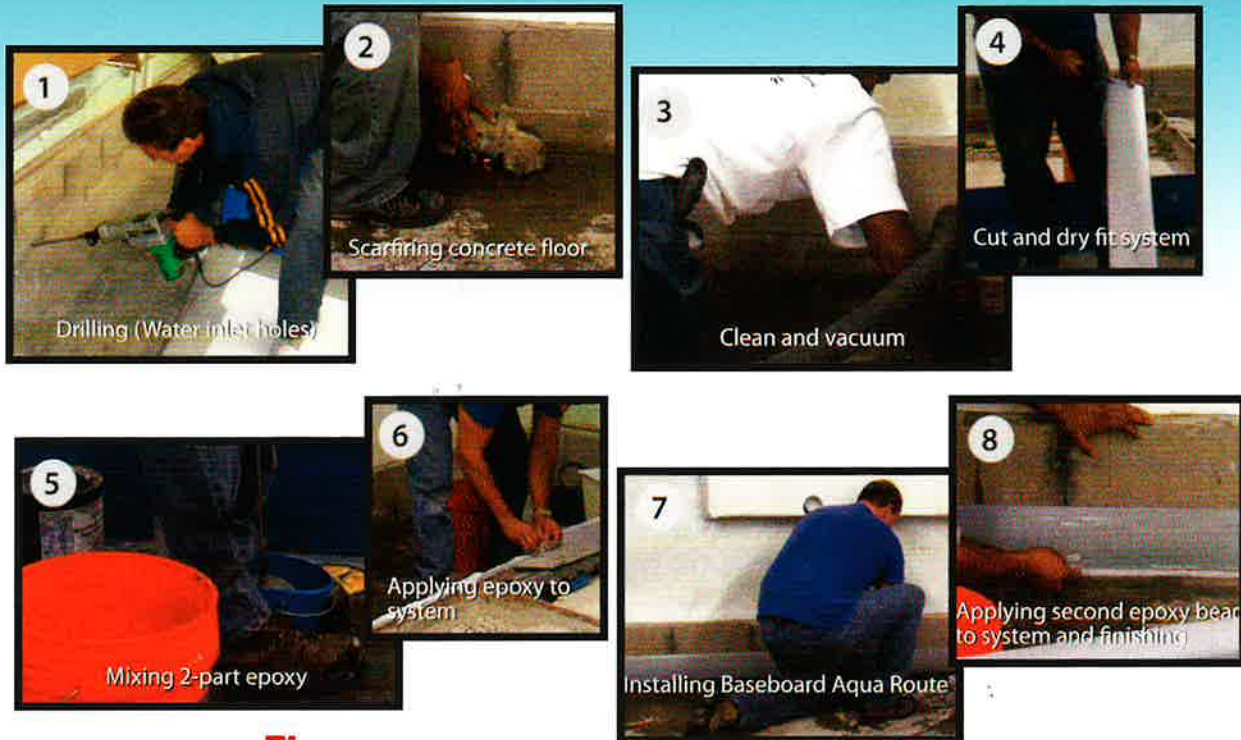 1
Drilling (Water inlet holes)
2
Scarfiring concrete floor
3
Clean and vacuum
4
Cut and dry fit system
5
Mixing 2-part epoxy
6
Applying epoxy to
system
7
Installing Baseboard Aqua Route
8
Applying second epoxy bead
to system and finishing